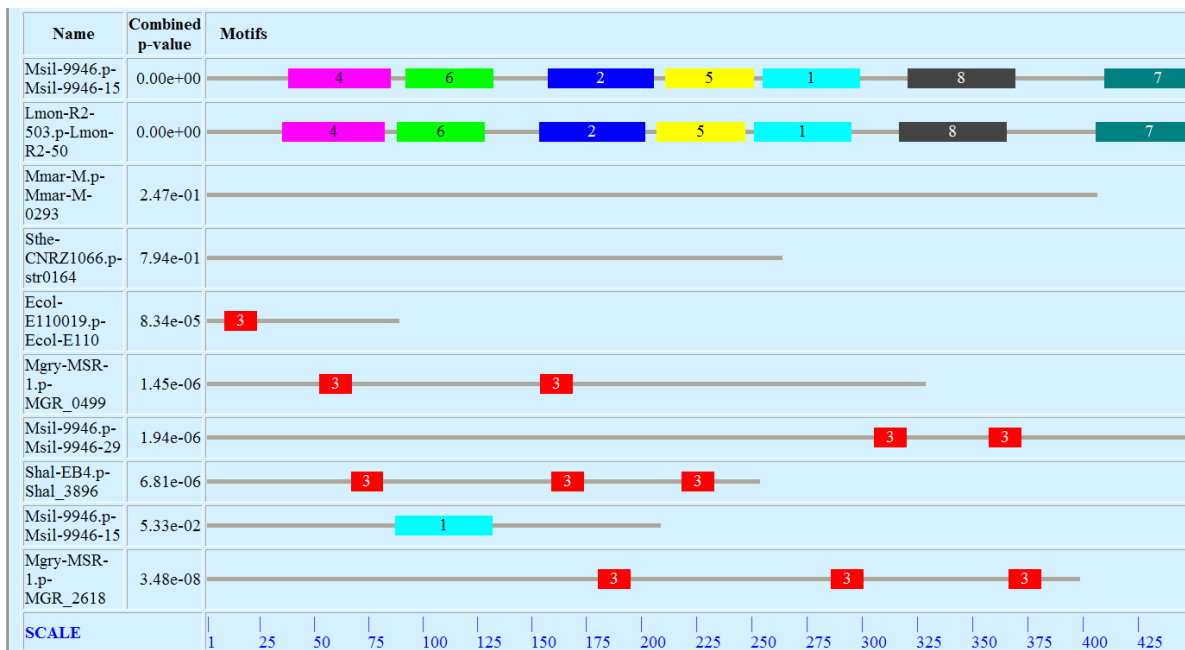 Name Combined p-value Motifs
Msil-9946.p-
Msil-9946-15 0.00e+00 4 6 2 5 1 8 7
Lmon-R2-
503.p-Lmon-
R2-50 0.00e+00 4 6 2 5 1 8 7
Mmar-M.p-
Mmar-M-
0293 2.47e-01
Sthe-
CNRZ1066.p-
str0164 7.94e-01
Ecol-
E110019.p-
Ecol-E110 8.34e-05 3
Mgry-MSR-
1.p-
MGR_0499 1.45e-06 3 3
Msil-9946.p-
Msil-9946-29 1.94e-06 3 3
Shal-EB4.p-
Shal_3896 6.81e-06 3 3 3
Msil-9946.p-
Msil-9946-15 5.33e-02 1
Mgry-MSR-
1.p-
MGR_2618 3.48e-08 3 3 3
SCALE 1 25 50 75 100 125 150 175 200 225 250 275 300 325 350 375 400 425